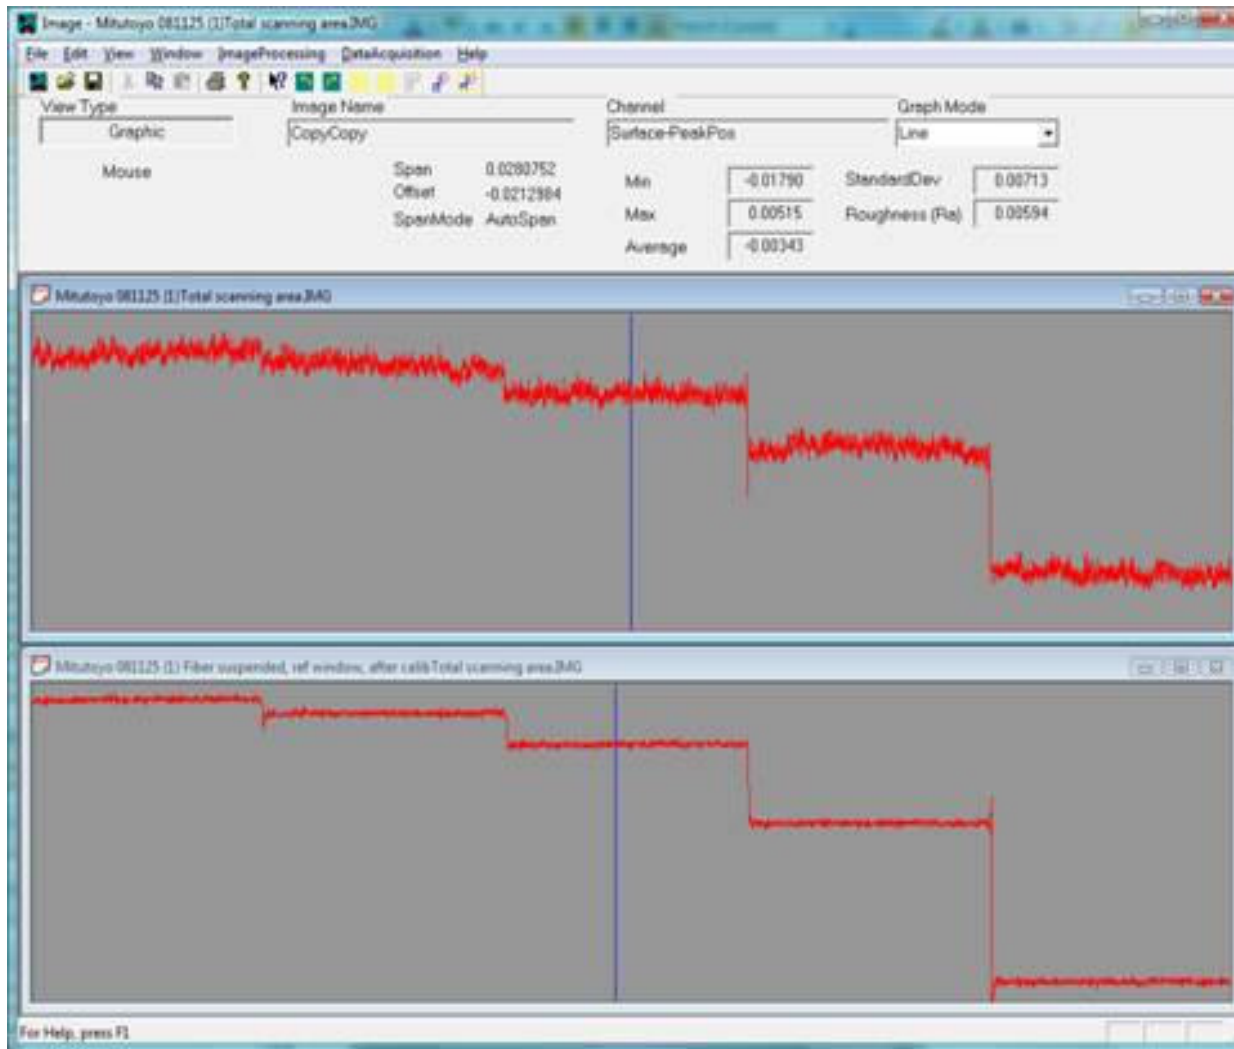 Image - Mitutoyo 081125 (1)Total scanning area.IMG
File Edit View Window ImageProcessing DataAcquisition Help
View Type Image Name Channel Graph Mode
Graphic CopyCopy Surface-PeakPos Line
Mouse Span 0.0280752 Min -0.01790 StandardDev 0.00713
Offset -0.0212984 Max 0.00515 Roughness (Ra) 0.00594
SpanMode AutoSpan Average -0.00343
Mitutoyo 081125 (1)Total scanning area.IMG
Mitutoyo 081125 (1) Fiber suspended, ref window, after calibTotal scanning area.IMG
For Help, press F1